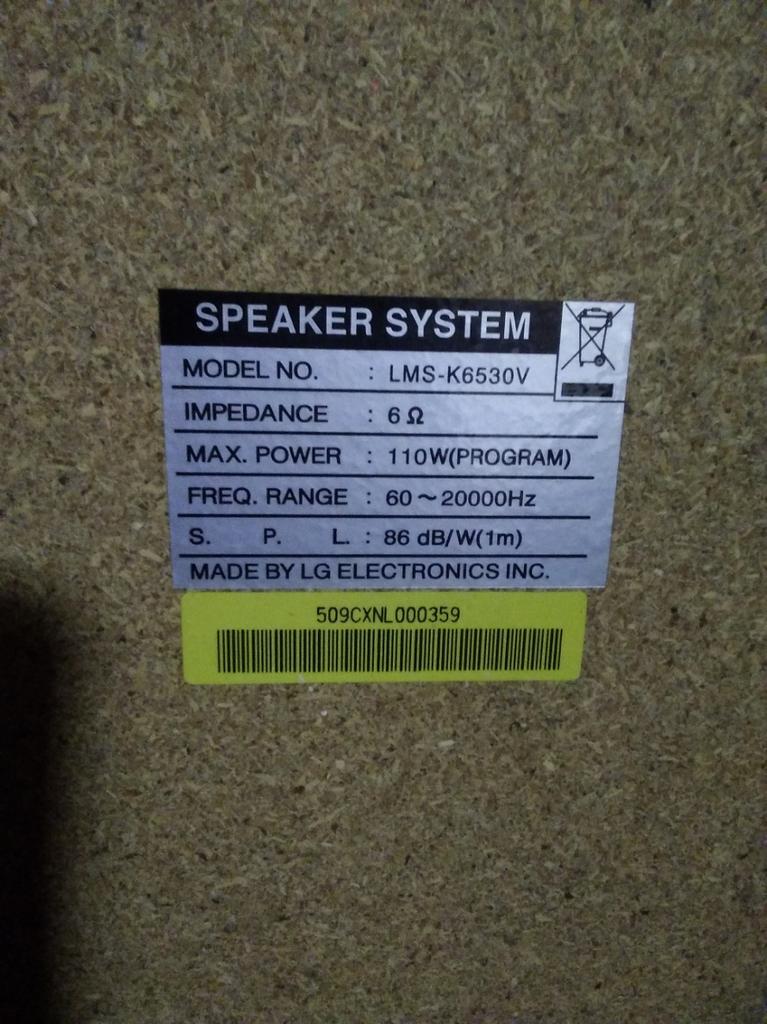 SPEAKER SYSTEM
MODEL NO. : LMS-K6530V
IMPEDANCE : 6 Ω
MAX. POWER : 110W(PROGRAM)
FREQ. RANGE : 60～20000Hz
S. P. L. : 86 dB/W(1m)
MADE BY LG ELECTRONICS INC.
509CXNL000359